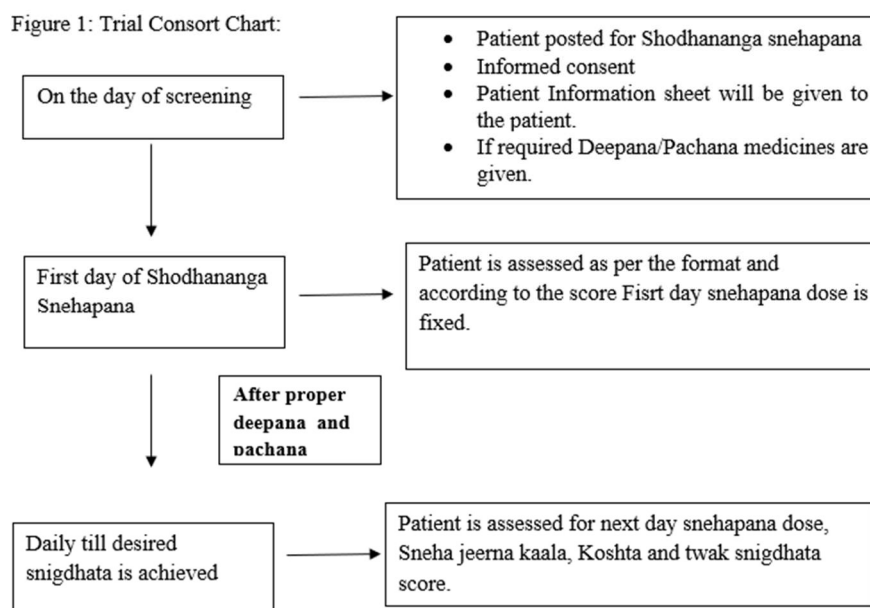 Figure 1: Trial Consort Chart:
On the day of screening
• Patient posted for Shodhananga snehapana
• Informed consent
• Patient Information sheet will be given to
the patient.
• If required Deepana/Pachana medicines are
given.
First day of Shodhananga
Snehapana
Patient is assessed as per the format and
according to the score Fisrt day snehapana dose is
fixed.
After proper
deepana and
pachana
Daily till desired
snigdhata is achieved
Patient is assessed for next day snehapana dose,
Sneha jeerna kaala, Koshta and twak snigdhata
score.